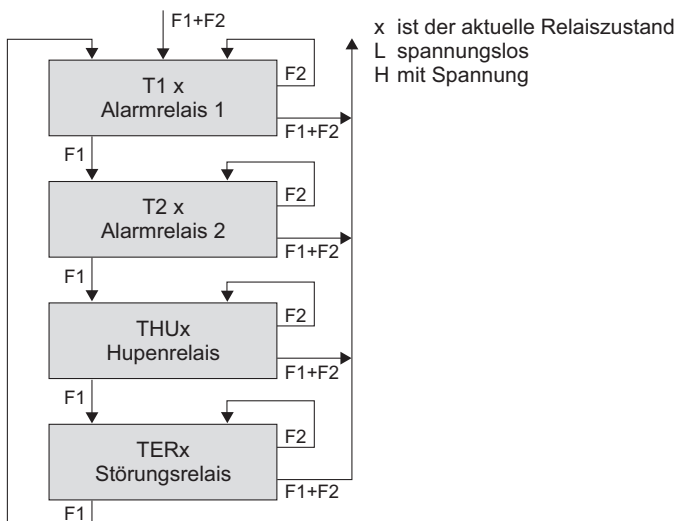 F1+F2
x ist der aktuelle Relaiszustand
L spannungslos
H mit Spannung
T1 x
Alarmrelais 1
F2
F1+F2
F1
T2 x
Alarmrelais 2
F2
F1+F2
F1
THUx
Hupenrelais
F2
F1+F2
F1
TERx
Störungsrelais
F2
F1+F2
F1